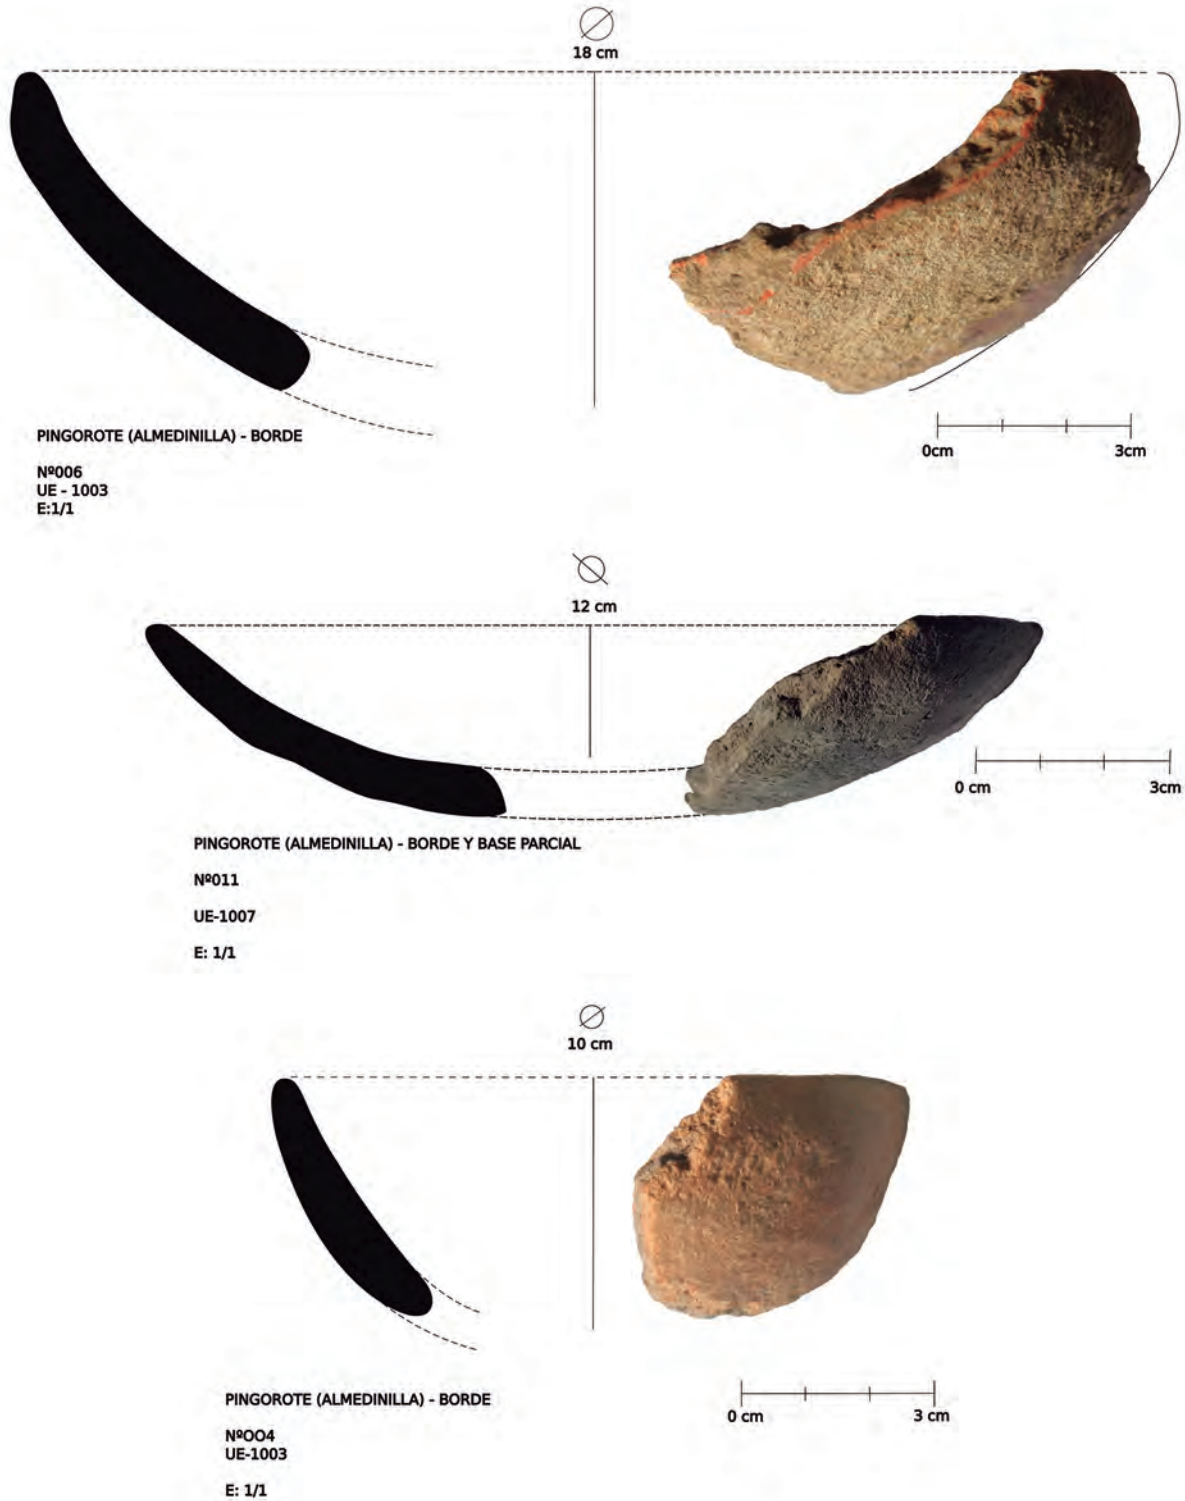 18 cm
PINGOROTE (ALMEDINILLA) - BORDE
Nº006
UE - 1003
E:1/1
0cm 3cm
12 cm
0 cm 3cm
PINGOROTE (ALMEDINILLA) - BORDE Y BASE PARCIAL
Nº011
UE-1007
E: 1/1
10 cm
PINGOROTE (ALMEDINILLA) - BORDE
NºOO4
UE-1003
E: 1/1
0 cm 3 cm